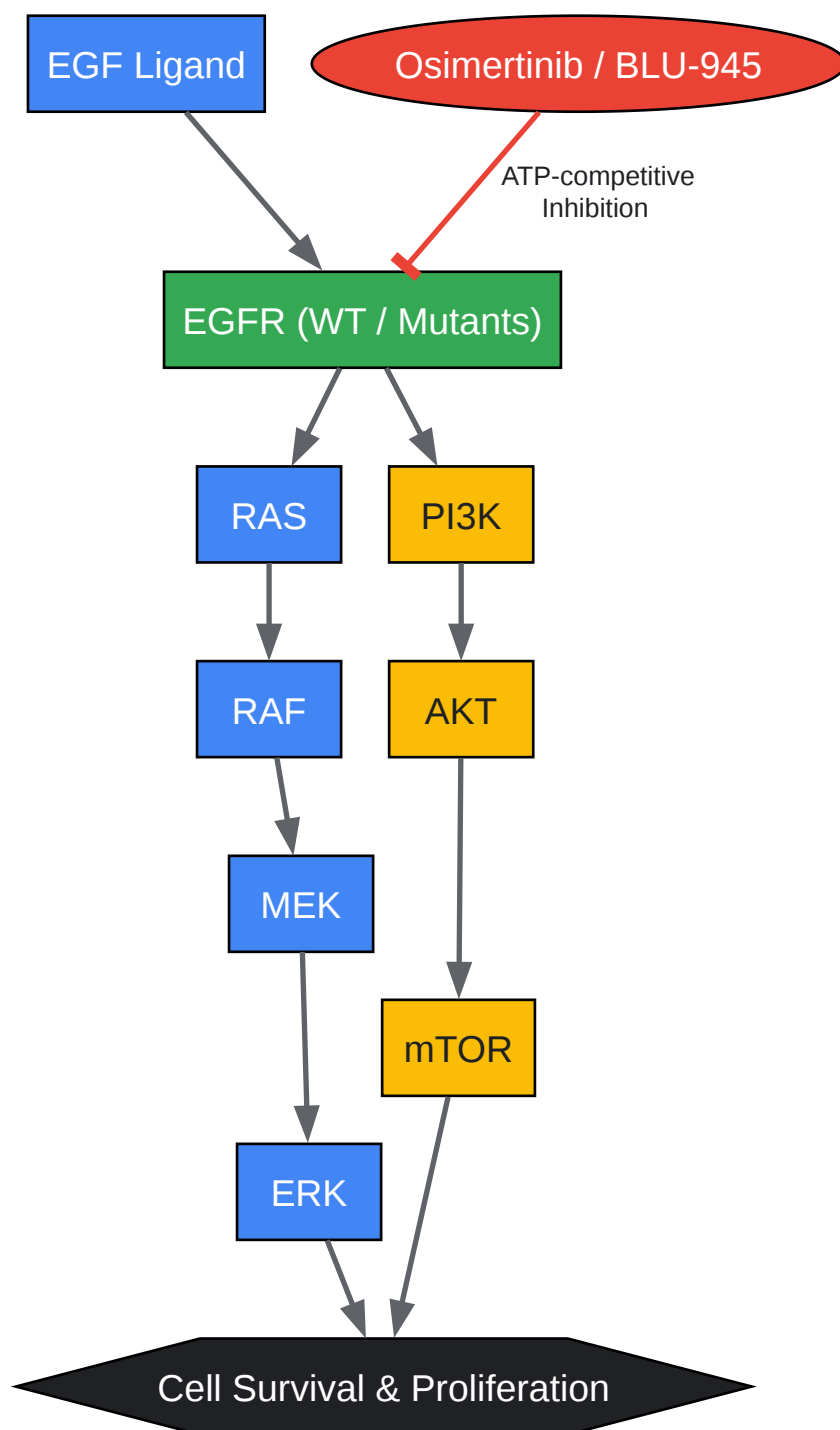 EGF Ligand
Osimertinib / BLU-945
ATP-competitive
Inhibition
EGFR (WT / Mutants)
RAS
PI3K
RAF
AKT
MEK
mTOR
ERK
Cell Survival & Proliferation